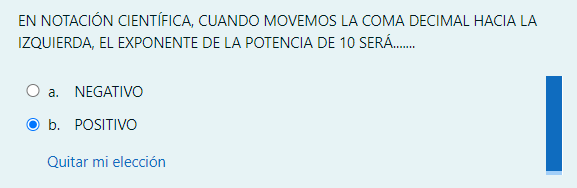 EN NOTACIÓN CIENTÍFICA, CUANDO MOVEMOS LA COMA DECIMAL HACIA LA
IZQUIERDA, EL EXPONENTE DE LA POTENCIA DE 10 SERÁ.......
a. NEGATIVO
b. POSITIVO
Quitar mi elección